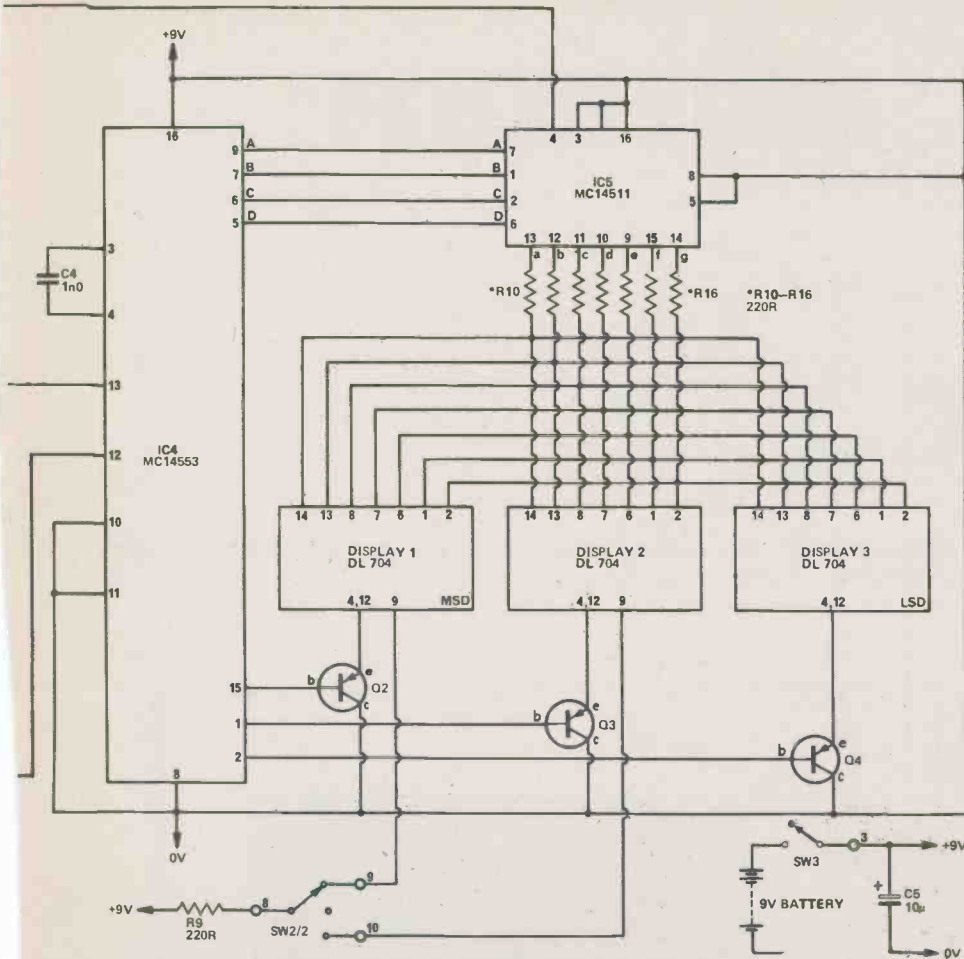 +9V
16
4 3 16
9 A A 7
7 B B 1
6 C C 2
5 D D 6
IC5
MC14511
8
5
13 12 11 10 9 15 14
a b c d e f g
3
C4
1n0
4
*R10
*R16
*R10–R16
220R
13
IC4
MC14553
12
10
11
14 13 8 7 6 1 2
14 13 8 7 6 1 2
14 13 8 7 6 1 2
DISPLAY 1
DL 704
DISPLAY 2
DL 704
DISPLAY 3
DL 704
4,12 9 MSD
4,12 9
4,12 LSD
15 b e Q2
c
1 b e Q3
c
2 b e Q4
c
8
0V
+9V
R9
220R
8
SW2/2
9
10
SW3
3
+9V
9V BATTERY
+
C5
10µ
0V